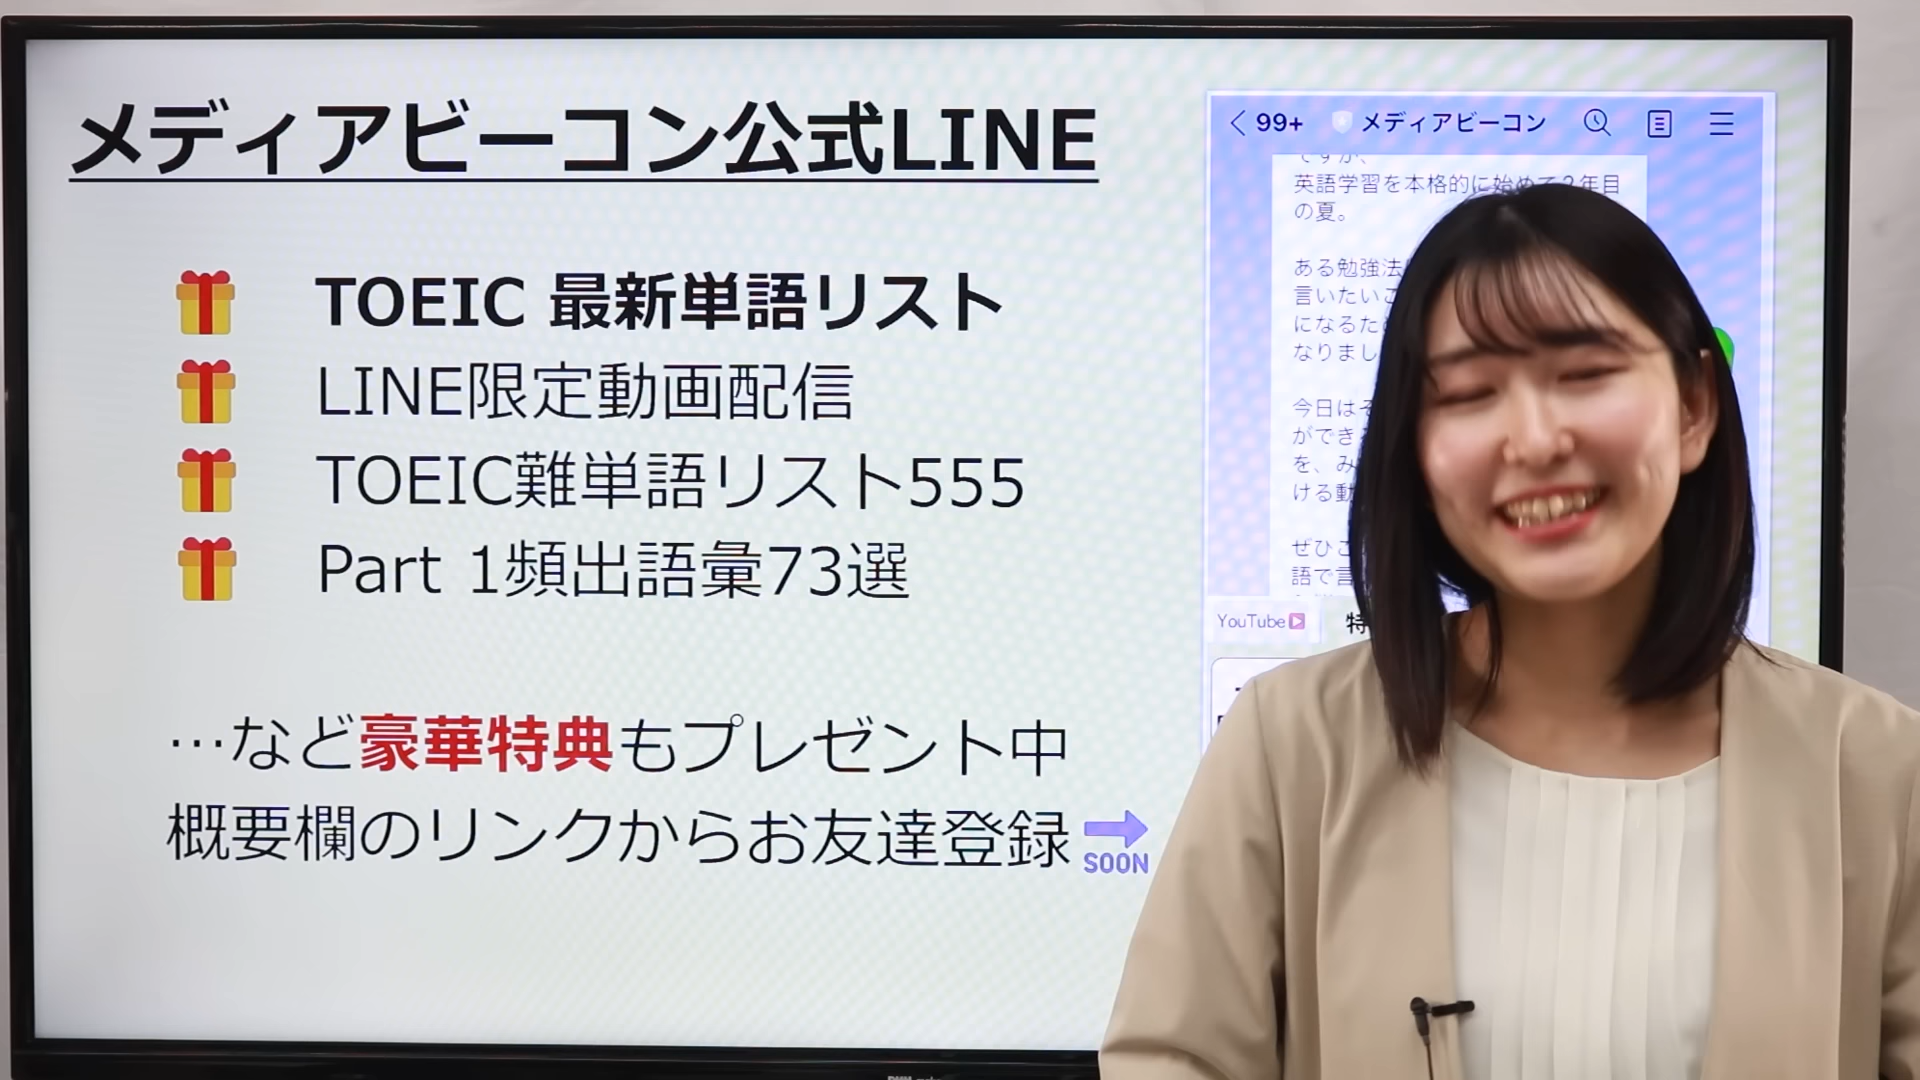 メディアビーコン公式LINE
TOEIC 最新単語リスト
LINE限定動画配信
TOEIC難単語リスト555
Part 1頻出語彙73選
…など豪華特典もプレゼント中
概要欄のリンクからお友達登録
SOON
99+
メディアビーコン
ですが、
英語学習を本格的に始めて2年目
の夏。
ある勉強法
言いたいこ
になるた
なりまし
今日はそ
ができ
を、み
ける動
ぜひこ
語で言
YouTube
特